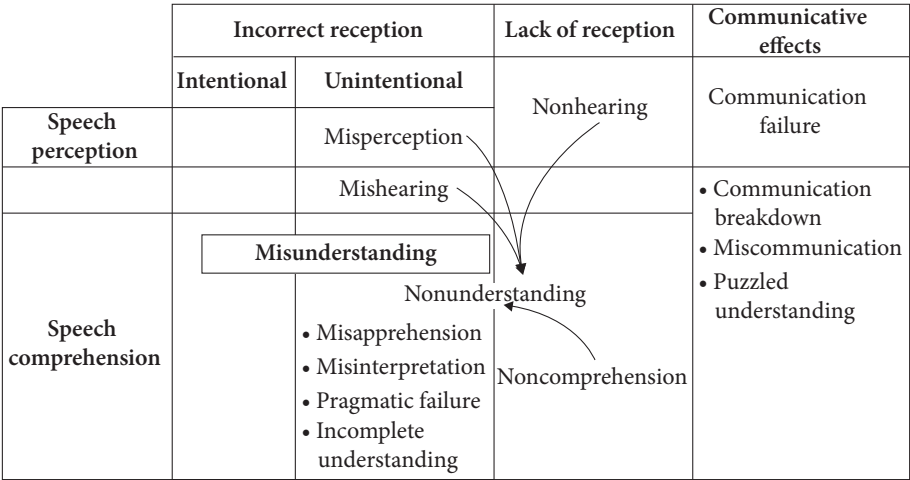 Incorrect reception
Lack of reception
Communicative
effects
Intentional
Unintentional
Speech
perception
Misperception
Nonhearing
Communication
failure
Mishearing
• Communication
breakdown
• Miscommunication
• Puzzled
understanding
Speech
comprehension
Misunderstanding
Nonunderstanding
• Misapprehension
• Misinterpretation
• Pragmatic failure
• Incomplete
understanding
Noncomprehension